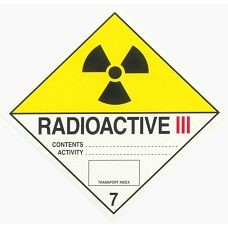 RADIOACTIVE III
CONTENTS
ACTIVITY
TRANSPORT INDEX
7